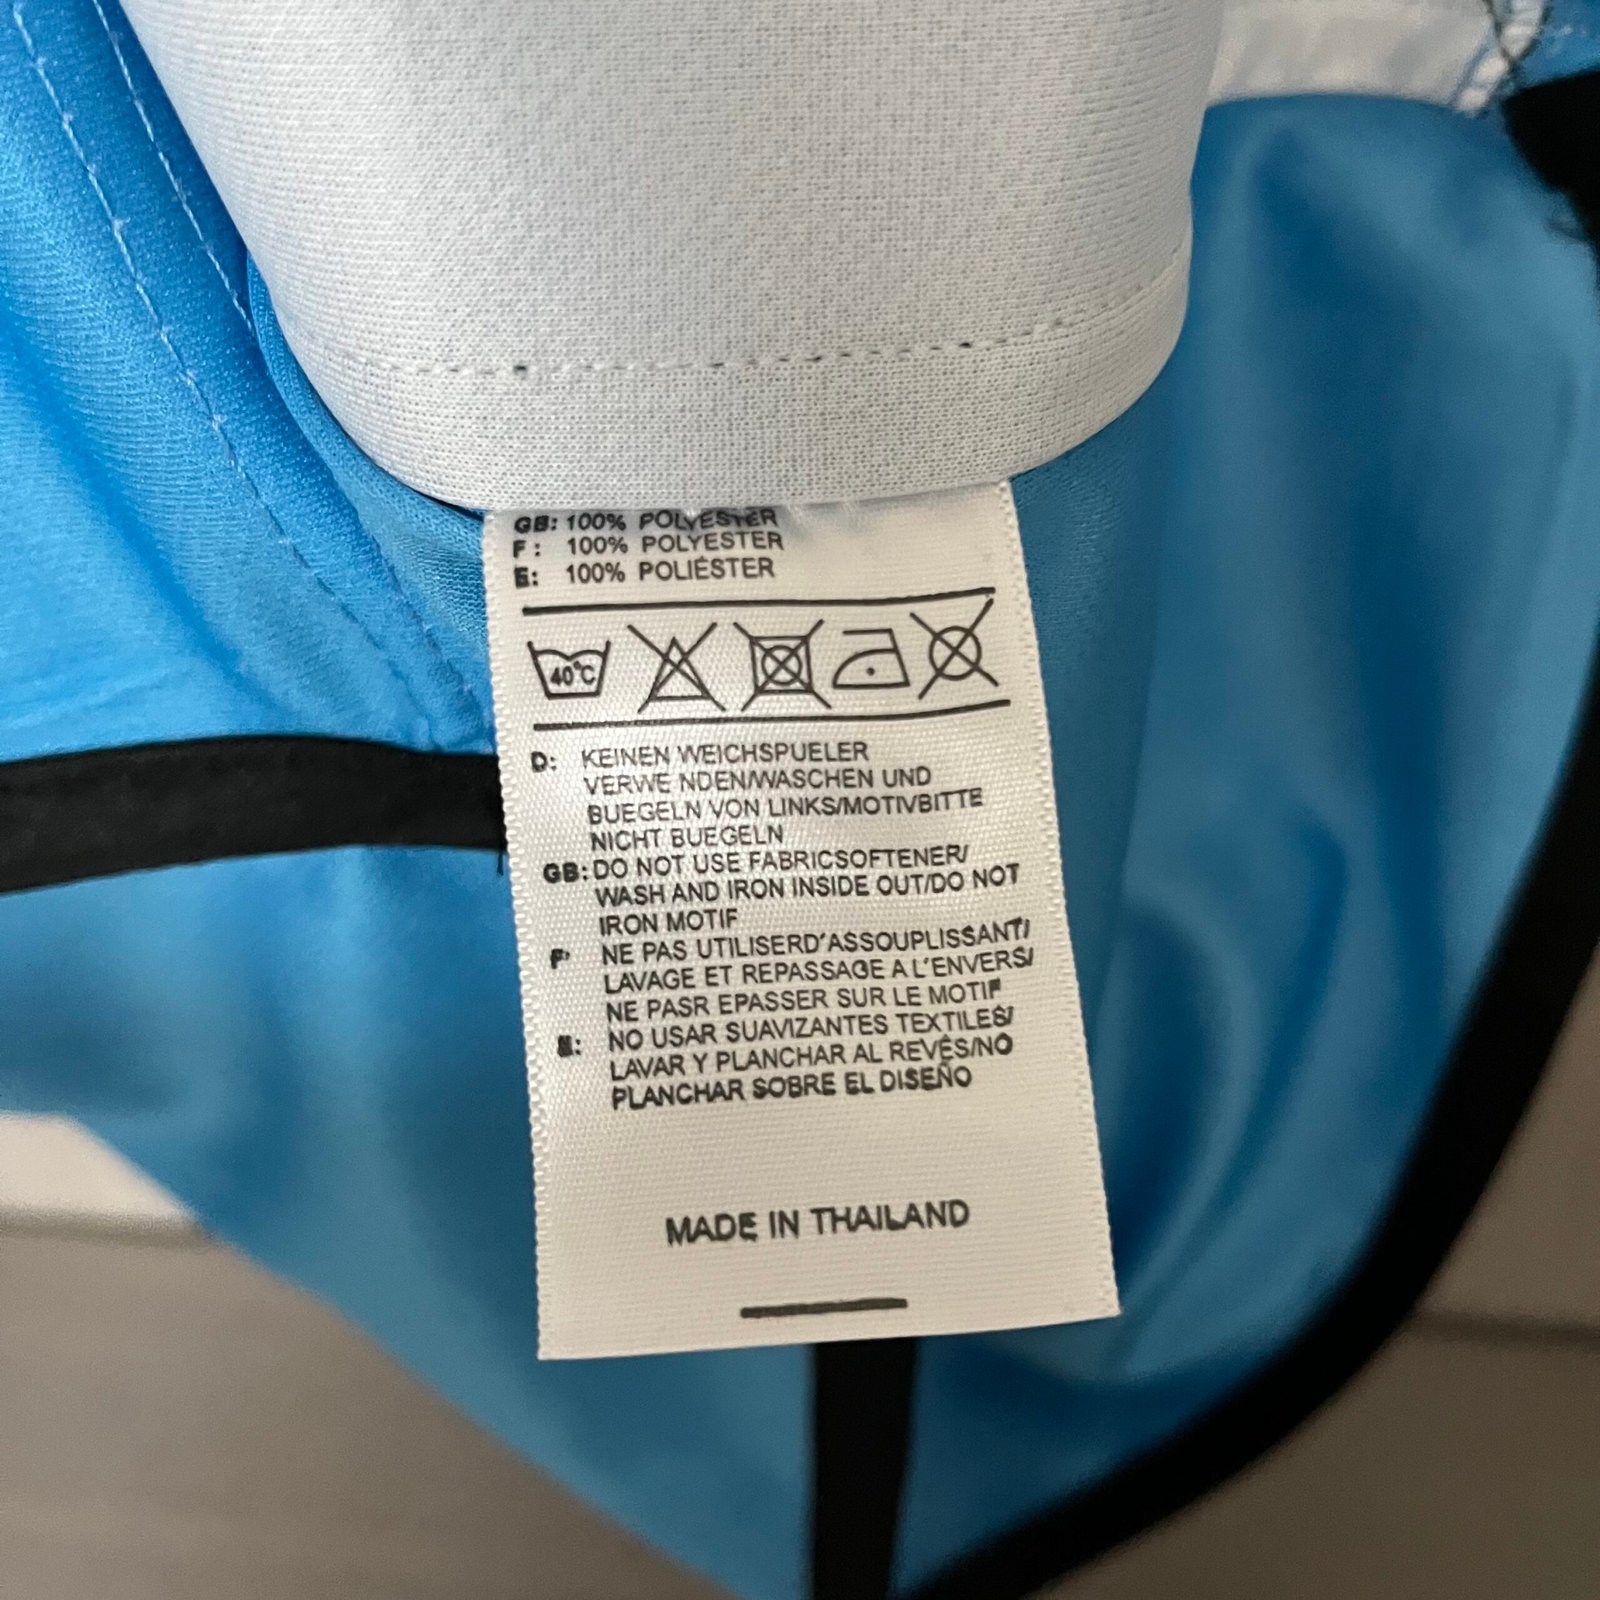 GB: 100% POLYESTER
F: 100% POLYESTER
E: 100% POLIÉSTER
40°C
D: KEINEN WEICHSPUELER
VERWE NDEN/WASCHEN UND
BUEGELN VON LINKS/MOTIVBITTE
NICHT BUEGELN
GB: DO NOT USE FABRICSOFTENER/
WASH AND IRON INSIDE OUT/DO NOT
IRON MOTIF
F: NE PAS UTILISERD'ASSOUPLISSANT/
LAVAGE ET REPASSAGE A L'ENVERS/
NE PASR EPASSER SUR LE MOTIF
E: NO USAR SUAVIZANTES TEXTILES/
LAVAR Y PLANCHAR AL REVÉS/NO
PLANCHAR SOBRE EL DISEÑO
MADE IN THAILAND